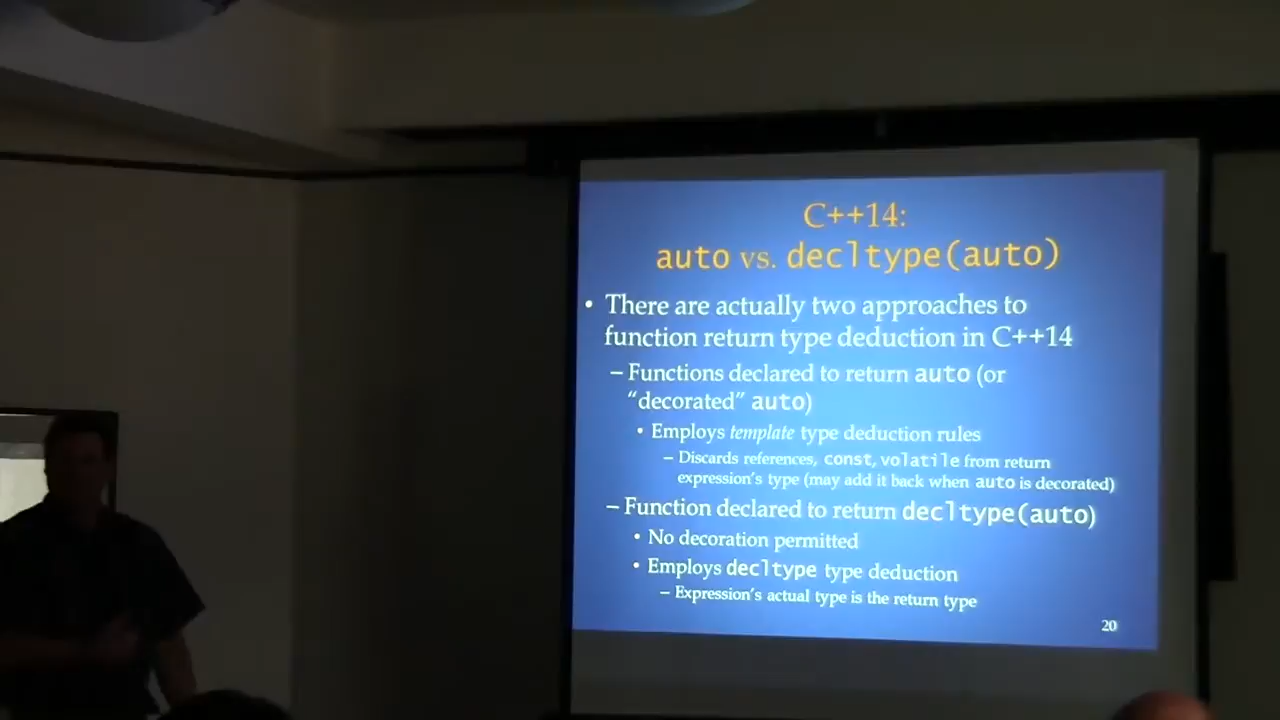 C++14:
auto vs. decltype(auto)
• There are actually two approaches to
function return type deduction in C++14
– Functions declared to return auto (or
“decorated” auto)
• Employs template type deduction rules
– Discards references, const, volatile from return
expression’s type (may add it back when auto is decorated)
– Function declared to return decltype(auto)
• No decoration permitted
• Employs decltype type deduction
– Expression’s actual type is the return type
20